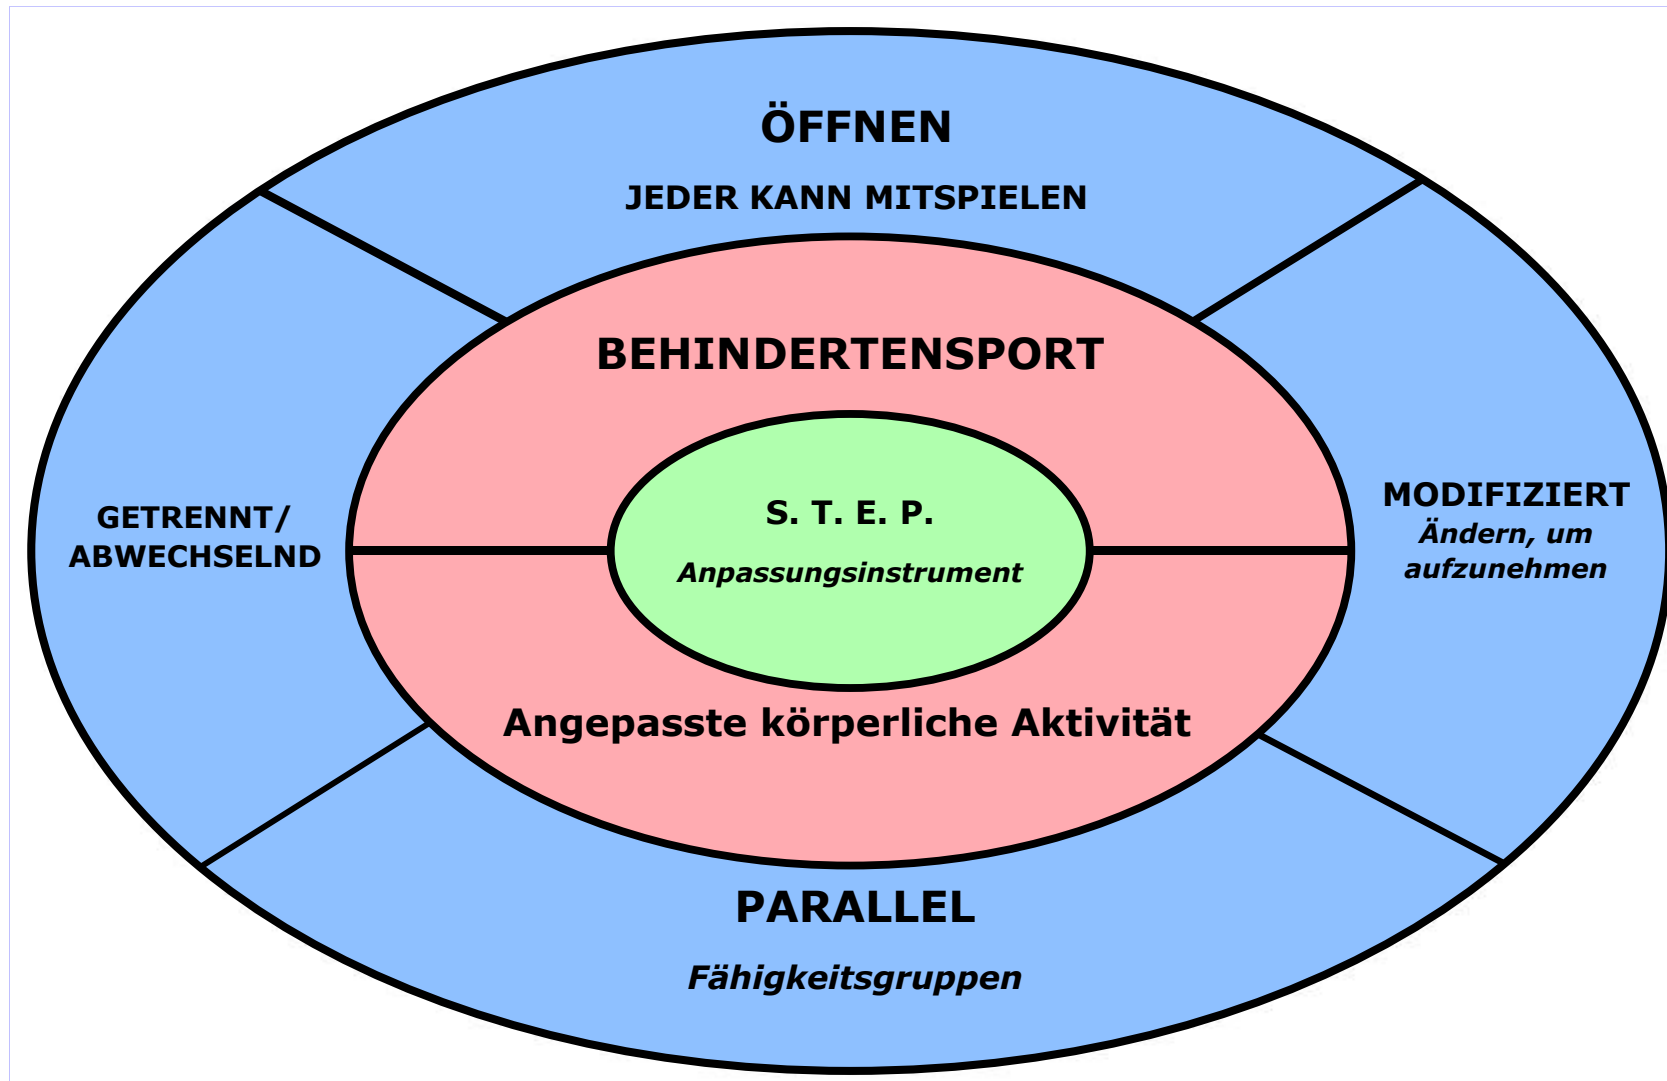 ÖFFNEN
JEDER KANN MITSPIELEN
BEHINDERTENSPORT
S. T. E. P.
Anpassungsinstrument
GETRENNT/
ABWECHSELND
MODIFIZIERT
Ändern, um
aufzunehmen
Angepasste körperliche Aktivität
PARALLEL
Fähigkeitsgruppen